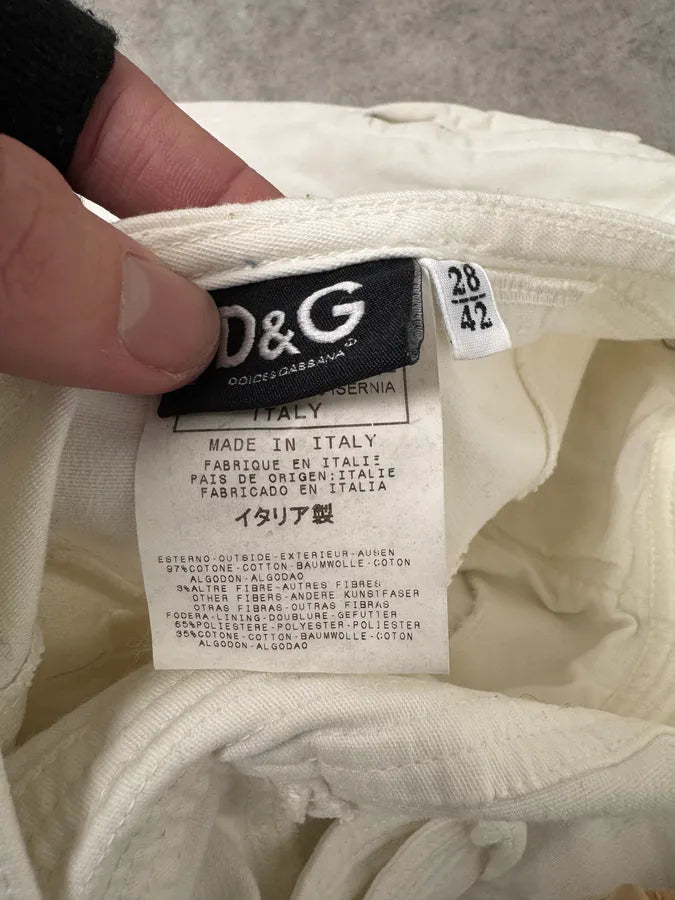 D&G
DOLCE&GABBANA
28
42
ISERNIA
ITALY
MADE IN ITALY
FABRIQUE EN ITALIE
PAIS DE ORIGEN:ITALIE
FABRICADO EN ITALIA
イタリア製
ESTERNO-OUTSIDE-EXTERIEUR-AUSEN
97%COTONE-COTTON-BAUMWOLLE-COTON
ALGODON-ALGODAO
3%ALTRE FIBRE-AUTRES FIBRES
OTHER FIBERS-ANDERE KUNSTFASER
OTRAS FIBRAS-OUTRAS FIBRAS
FODERA-LINING-DOUBLURE-GEFUTTER
65%POLIESTERE-POLYESTER-POLIESTER
35%COTONE-COTTON-BAUMWOLLE-COTON
ALGODON-ALGODAO